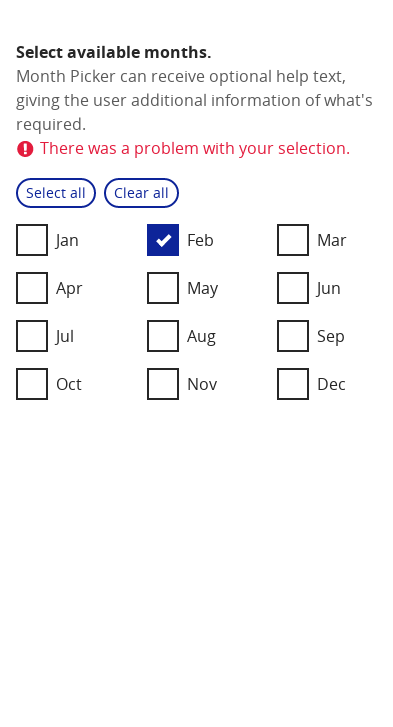 Select available months.
Month Picker can receive optional help text,
giving the user additional information of what's
required.
There was a problem with your selection.
Select all Clear all
Jan Feb Mar
Apr May Jun
Jul Aug Sep
Oct Nov Dec